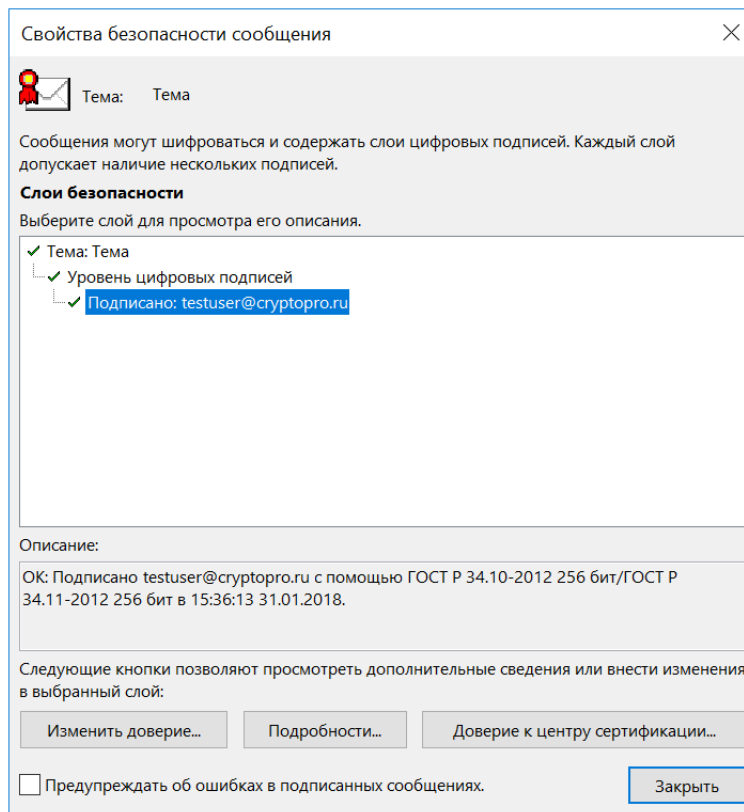 Свойства безопасности сообщения
Тема: Тема
Сообщения могут шифроваться и содержать слои цифровых подписей. Каждый слой
допускает наличие нескольких подписей.
Слои безопасности
Выберите слой для просмотра его описания.
Тема: Тема
Уровень цифровых подписей
Подписано: testuser@cryptopro.ru
Описание:
ОК: Подписано testuser@cryptopro.ru с помощью ГОСТ Р 34.10-2012 256 бит/ГОСТ Р
34.11-2012 256 бит в 15:36:13 31.01.2018.
Следующие кнопки позволяют просмотреть дополнительные сведения или внести изменения
в выбранный слой:
Изменить доверие... Подробности... Доверие к центру сертификации...
Предупреждать об ошибках в подписанных сообщениях. Закрыть